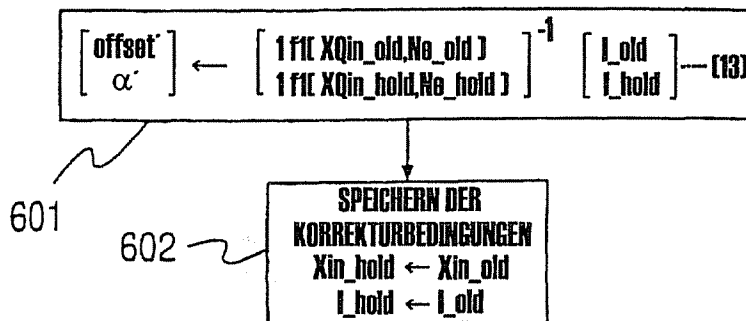 offset´ ← 1 f1( XQin_old,Ne_old ) -1 I_old ---- (13)
α´ 1 f1( XQin_hold,Ne_hold ) I_hold
601
SPEICHERN DER
KORREKTURBEDINGUNGEN
602
Xin_hold ← Xin_old
I_hold ← I_old